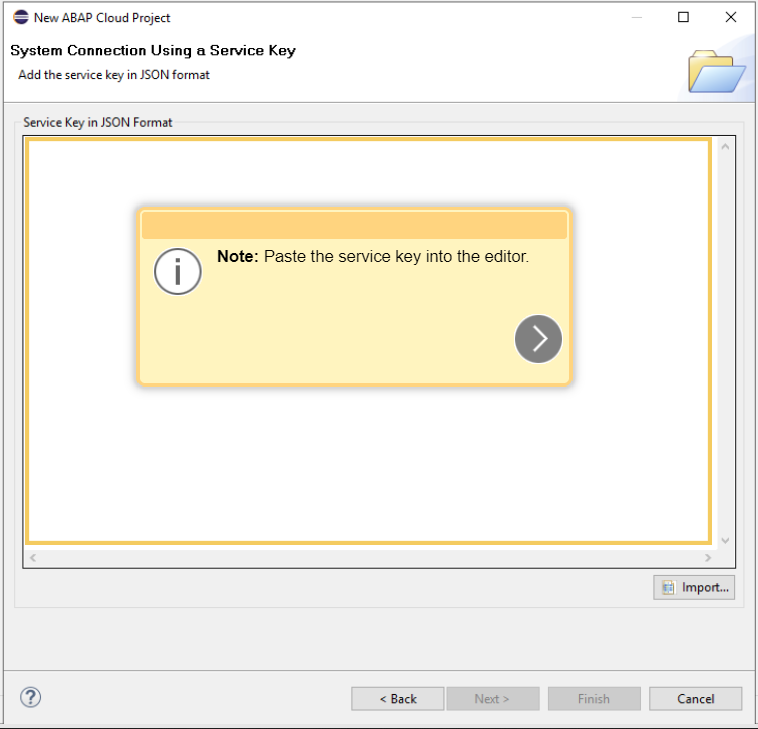 New ABAP Cloud Project
System Connection Using a Service Key
Add the service key in JSON format
Service Key in JSON Format
Note: Paste the service key into the editor.
Import...
< Back
Next >
Finish
Cancel